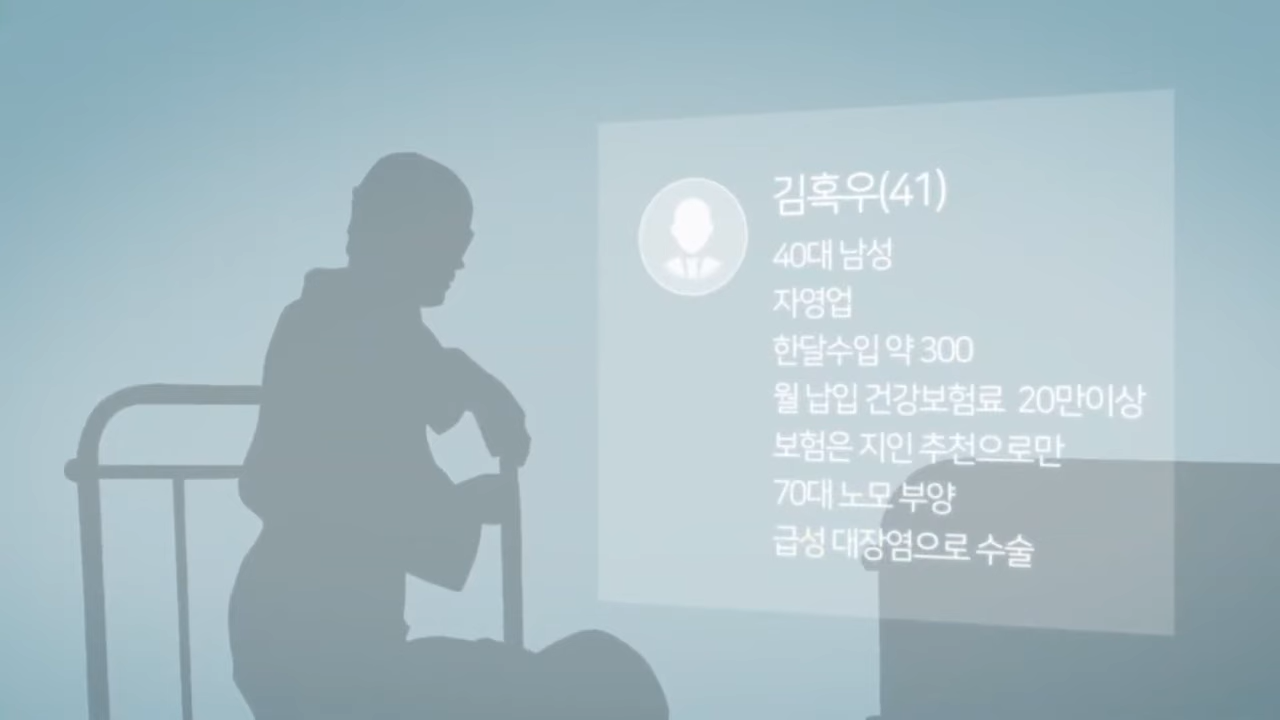 김혹우(41)
40대 남성
자영업
한달수입 약 300
월 납입 건강보험료 20만이상
보험은 지인 추천으로만
70대 노모 부양
급성 대장염으로 수술